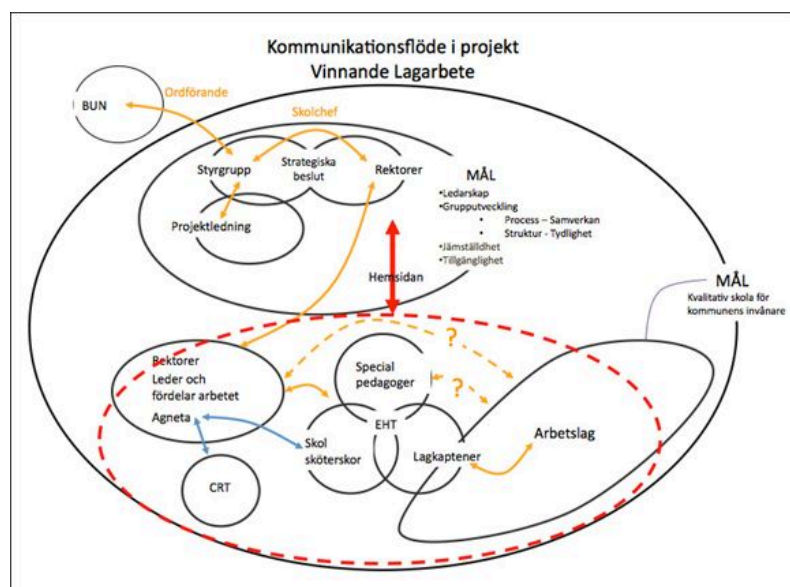 Kommunikationsflöde i projekt
Vinnande Lagarbete
BUN
Ordförande
Skolchef
Styrgrupp
Strategiska
beslut
Rektorer
Projektledning
MÅL
•Ledarskap
•Grupputveckling
• Process – Samverkan
• Struktur - Tydlighet
•Jämställdhet
•Tillgänglighet
Hemsidan
MÅL
Kvalitativ skola för
kommunens invånare
Rektorer
Leder och
fördelar arbetet
Agneta
CRT
?
?
Special
pedagoger
EHT
Skol
sköterskor
Lagkaptener
Arbetslag